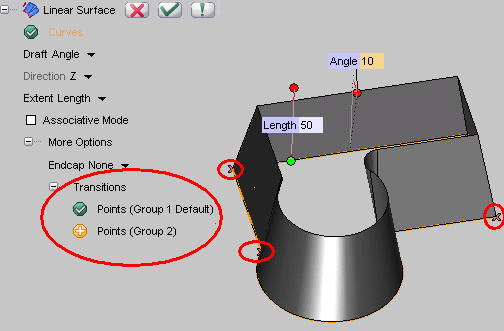 Linear Surface
Curves
Draft Angle
Direction Z
Extent Length
Associative Mode
More Options
Endcap None
Transitions
Points (Group 1 Default)
Points (Group 2)
Angle 10
Length 50